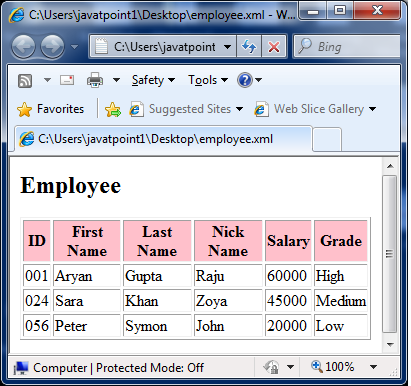 C:\Users\javatpoint1\Desktop\employee.xml - W...
C:\Users\javatpoint
Bing
Safety Tools
Favorites Suggested Sites Web Slice Gallery
C:\Users\javatpoint1\Desktop\employee.xml
Employee
ID First Name Last Name Nick Name Salary Grade
001 Aryan Gupta Raju 60000 High
024 Sara Khan Zoya 45000 Medium
056 Peter Symon John 20000 Low
Computer | Protected Mode: Off 100%